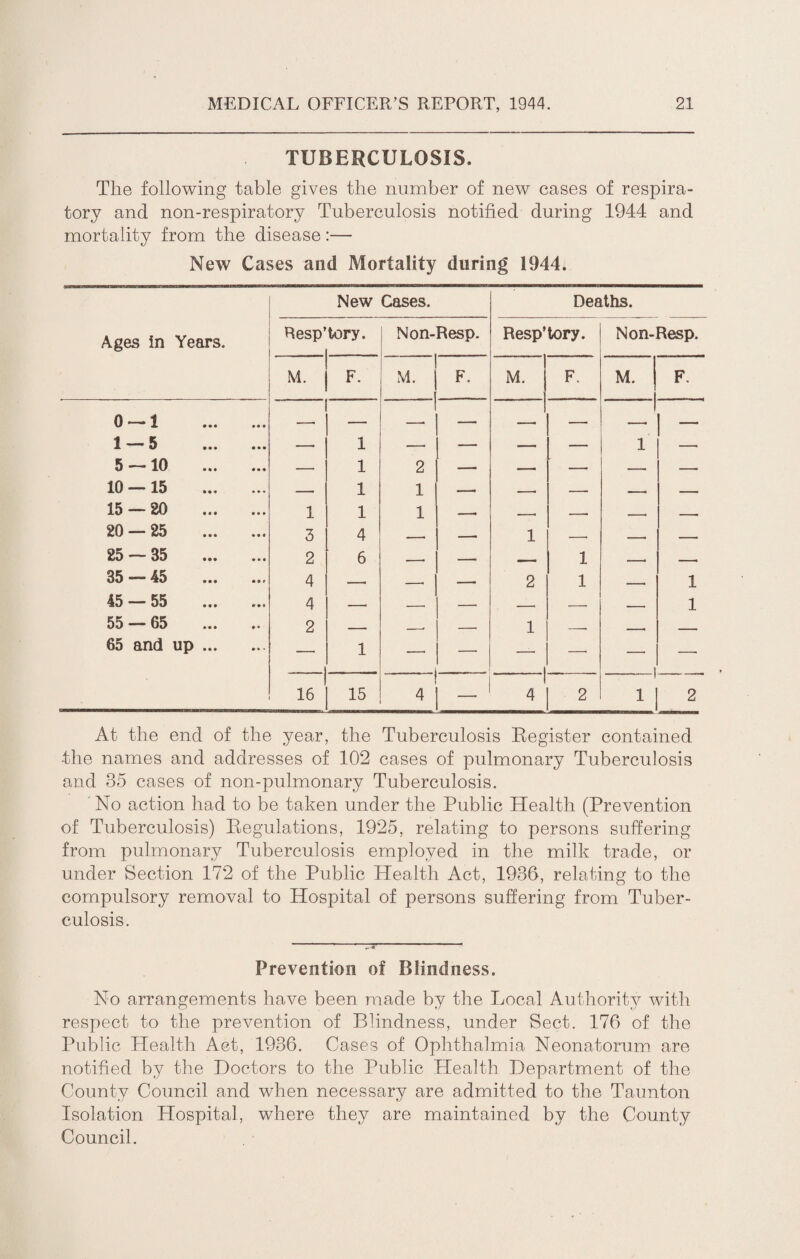 MEDICAL OFFICER'S REPORT, 1944. 21
TUBERCULOSIS.
The following table gives the number of new cases of respira-
tory and non-respiratory Tuberculosis notified during 1944 and
mortality from the disease:—
New Cases and Mortality during 1944.
Ages in Years. New Cases. Deaths.
Resp'tory. Non-Resp. Resp'tory. Non-Resp.
M. F. M. F. M. F. M. F.
0 — 1 ... ... — — — — — — — —
1 — 5 ... ... — 1 — — — — 1 —
5 — 10 ... ... — 1 2 — — — — —
10 — 15 ... ... — 1 1 — — — — —
15 — 20 ... ... 1 1 1 — — — — —
20 — 25 ... ... 3 4 — — 1 — — —
25 — 35 ... ... 2 6 — — — 1 — —
35 — 45 ... ... 4 — — — 2 1 — 1
45 — 55 ... ... 4 — — — — — — 1
55 — 65 ... .. 2 — — — 1 — — —
65 and up ... ... — 1 — — — — — —
16 15 4 — 4 2 1 2
At the end of the year, the Tuberculosis Register contained
the names and addresses of 102 cases of pulmonary Tuberculosis
and 35 cases of non-pulmonary Tuberculosis.
No action had to be taken under the Public Health (Prevention
of Tuberculosis) Regulations, 1925, relating to persons suffering
from pulmonary Tuberculosis employed in the milk trade, or
under Section 172 of the Public Health Act, 1936, relating to the
compulsory removal to Hospital of persons suffering from Tuber-
culosis.
Prevention of Blindness.
No arrangements have been made by the Local Authority with
respect to the prevention of Blindness, under Sect. 176 of the
Public Health Act, 1936. Cases of Ophthalmia Neonatorum are
notified by the Doctors to the Public Health Department of the
County Council and when necessary are admitted to the Taunton
Isolation Hospital, where they are maintained by the County
Council.